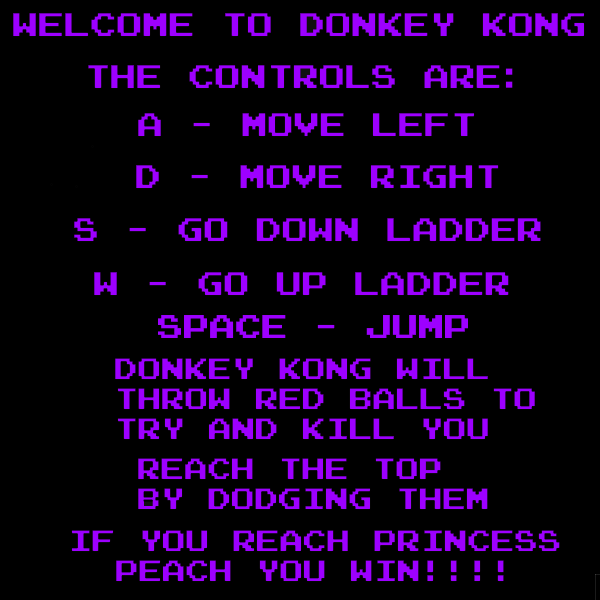 WELCOME TO DONKEY KONG
THE CONTROLS ARE:
A - MOVE LEFT
D - MOVE RIGHT
S - GO DOWN LADDER
W - GO UP LADDER
SPACE - JUMP
DONKEY KONG WILL
THROW RED BALLS TO
TRY AND KILL YOU
REACH THE TOP
BY DODGING THEM
IF YOU REACH PRINCESS
PEACH YOU WIN!!!!